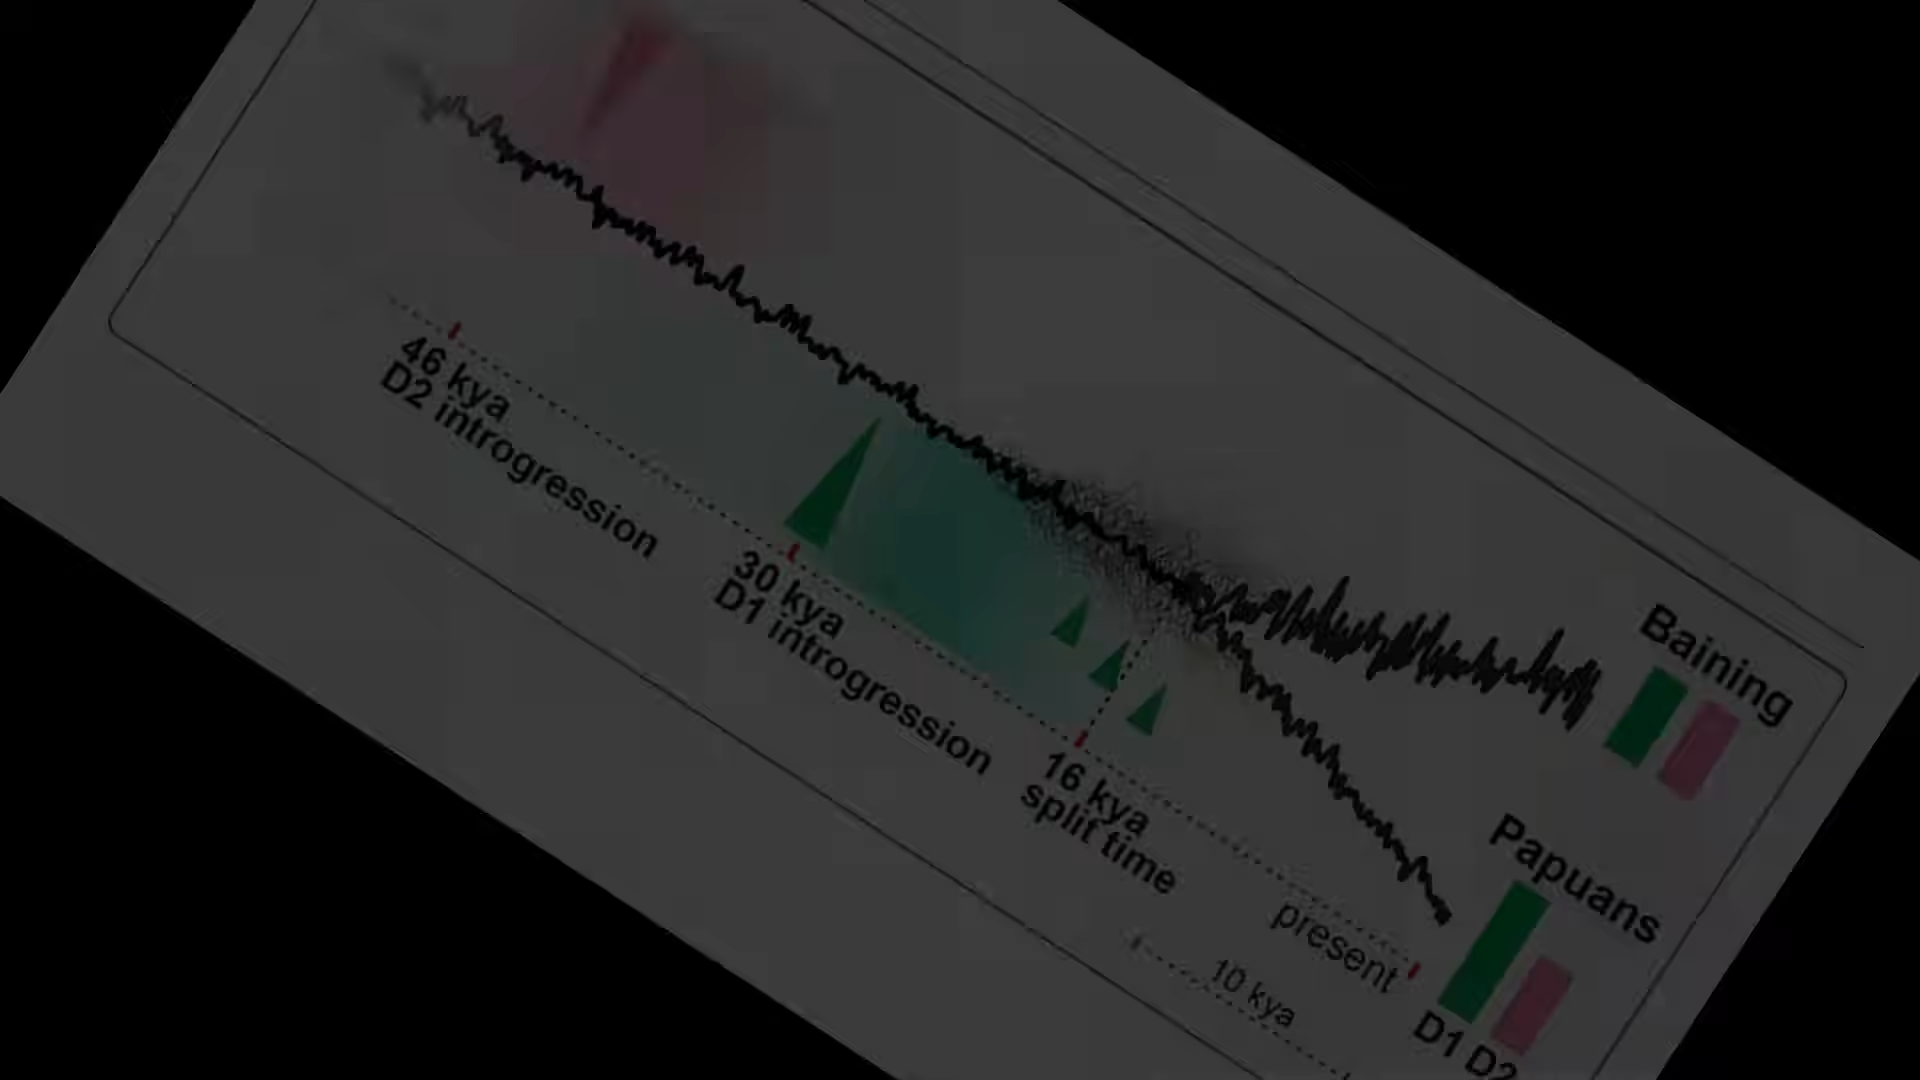 46 kya
D2 introgression
30 kya
D1 introgression
16 kya
split time
present
10 kya
Baining
Papuans
D1 D2